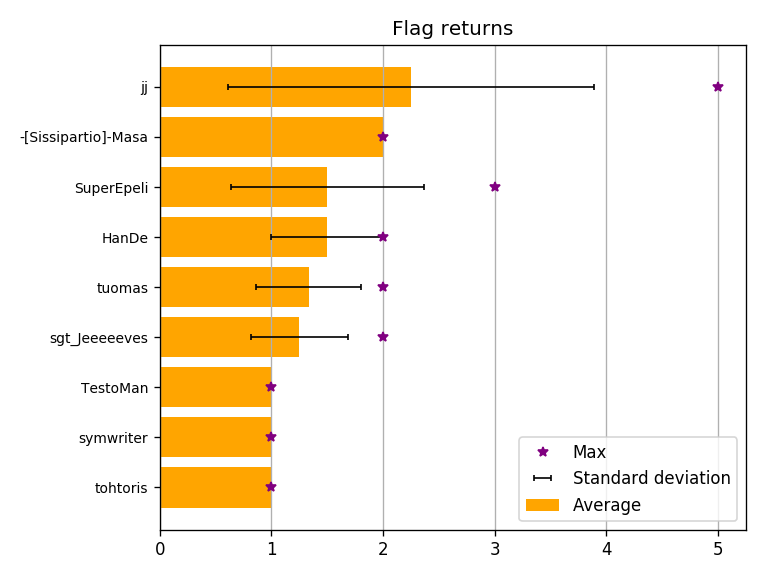 Flag returns
jj
-[Sissipartio]-Masa
SuperEpeli
HanDe
tuomas
sgt_Jeeeeeves
TestoMan
symwriter
tohtoris
Max
Standard deviation
Average
0 1 2 3 4 5